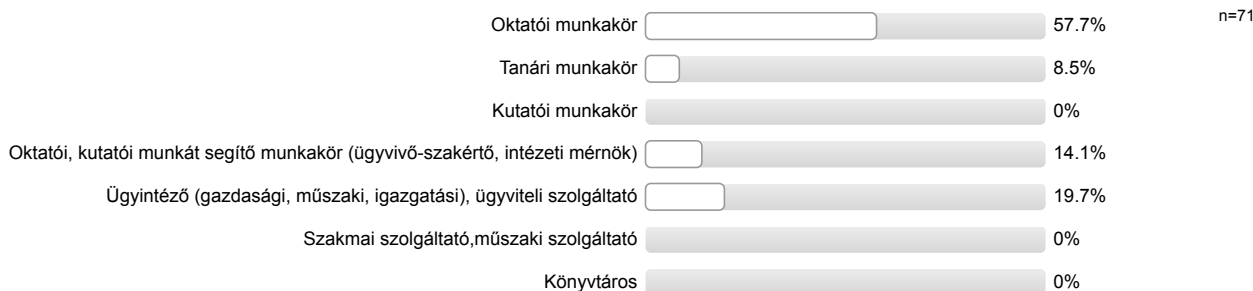 n=71
Oktatói munkakör 57.7%
Tanári munkakör 8.5%
Kutatói munkakör 0%
Oktatói, kutatói munkát segítő munkakör (ügyvivő-szakértő, intézeti mérnök) 14.1%
Ügyintéző (gazdasági, műszaki, igazgatási), ügyviteli szolgáltató 19.7%
Szakmai szolgáltató,műszaki szolgáltató 0%
Könyvtáros 0%